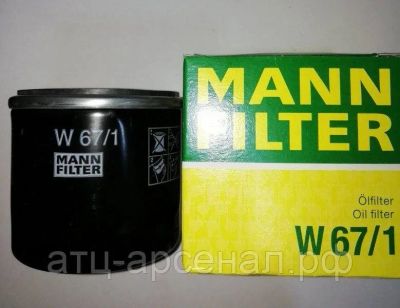 W 67/1
MANN
FILTER
MANN
FILTER
Ölfilter
Oil filter
W 67/1
атц-арсенал.рф